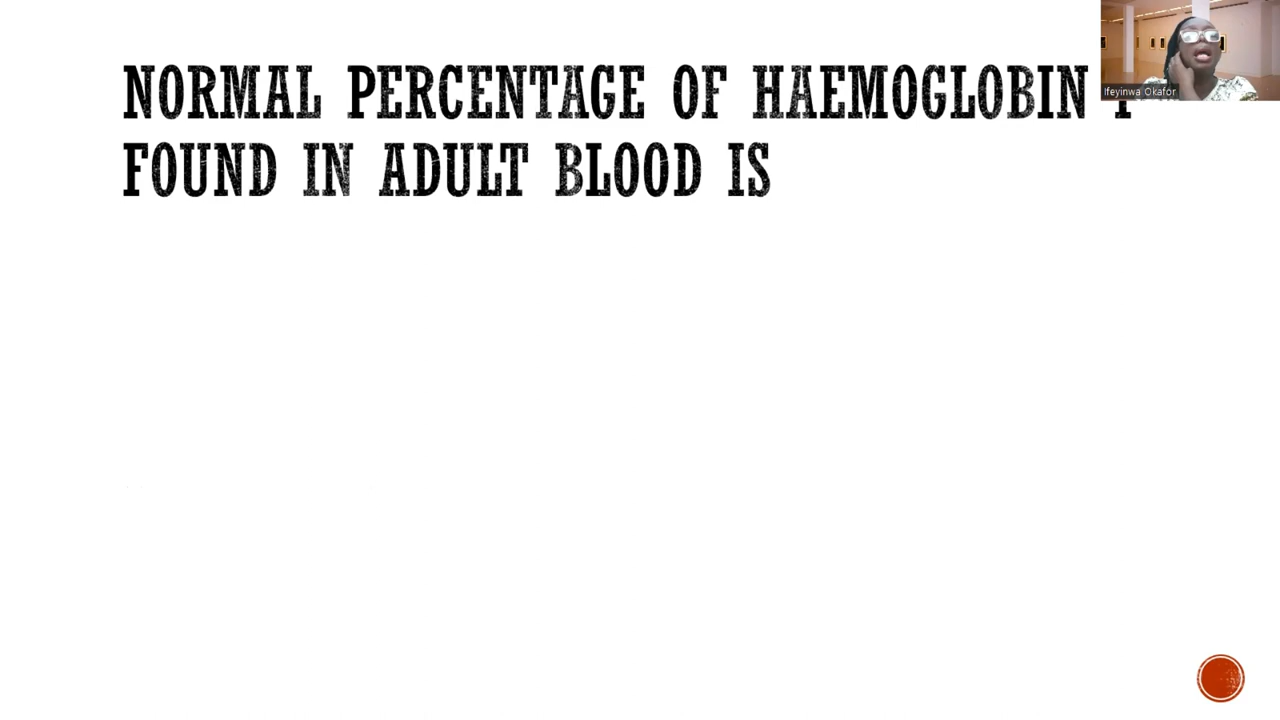 NORMAL PERCENTAGE OF HAEMOGLOBIN F
FOUND IN ADULT BLOOD IS
Ifeyinwa Okafor